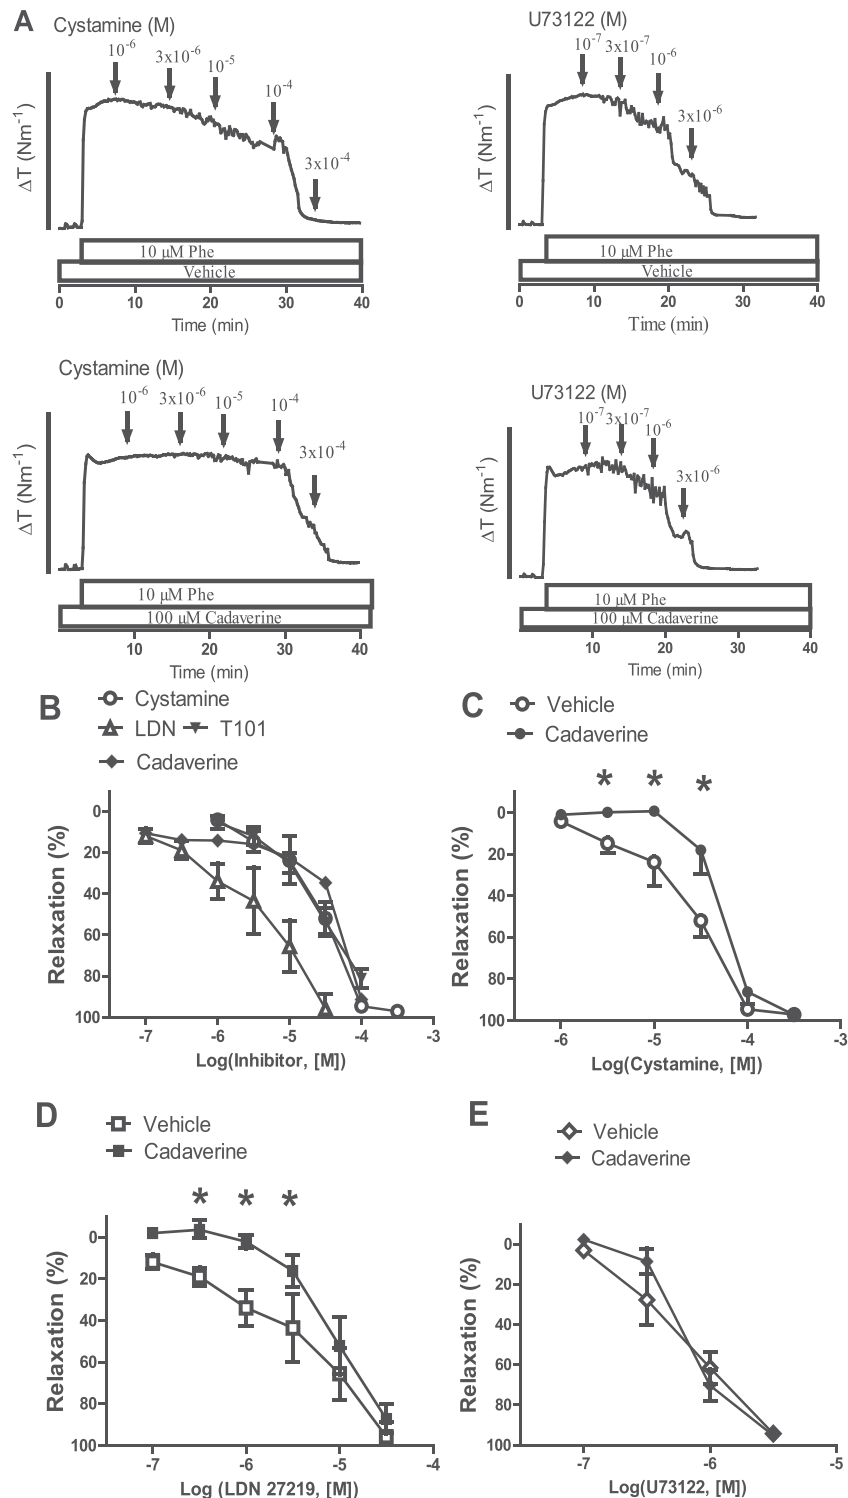 A
Cystamine (M)
10-6
3x10-6
10-5
10-4
3x10-4
ΔT (Nm-1)
10 μM Phe
Vehicle
0 10 20 30 40
Time (min)
U73122 (M)
10-7
3x10-7
10-6
3x10-6
ΔT (Nm-1)
10 μM Phe
Vehicle
0 10 20 30 40
Time (min)
Cystamine (M)
10-6
3x10-6
10-5
10-4
3x10-4
ΔT (Nm-1)
10 μM Phe
100 μM Cadaverine
10 20 30 40
Time (min)
U73122 (M)
10-7
3x10-7
10-6
3x10-6
ΔT (Nm-1)
10 μM Phe
100 μM Cadaverine
10 20 30 40
Time (min)
B
Cystamine
LDN T101
Cadaverine
Relaxation (%)
0
20
40
60
80
100
-7 -6 -5 -4 -3
Log(Inhibitor, [M])
C
Vehicle
Cadaverine
* * *
Relaxation (%)
0
20
40
60
80
100
-6 -5 -4 -3
Log(Cystamine, [M])
D
Vehicle
Cadaverine
* * *
Relaxation (%)
0
20
40
60
80
100
-7 -6 -5 -4
Log (LDN 27219, [M])
E
Vehicle
Cadaverine
Relaxation (%)
0
20
40
60
80
100
-7 -6 -5
Log(U73122, [M])